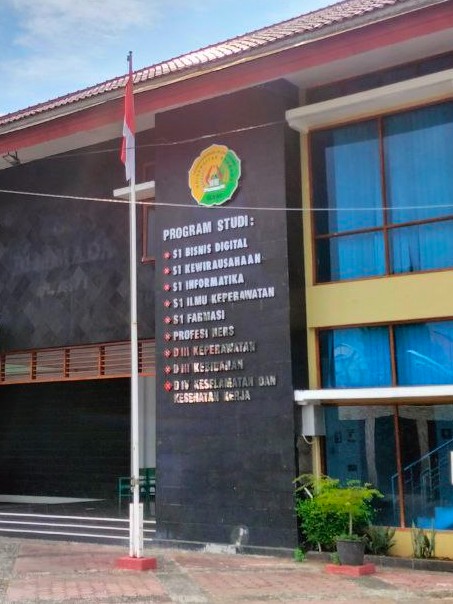 PROGRAM STUDI :
S1 BISNIS DIGITAL
S1 KEWIRAUSAHAAN
S1 INFORMATIKA
S1 ILMU KEPERAWATAN
S1 FARMASI
PROFESI NERS
D III KEPERAWATAN
D III KEBIDANAN
D IV KESELAMATAN DAN
KESEHATAN KERJA